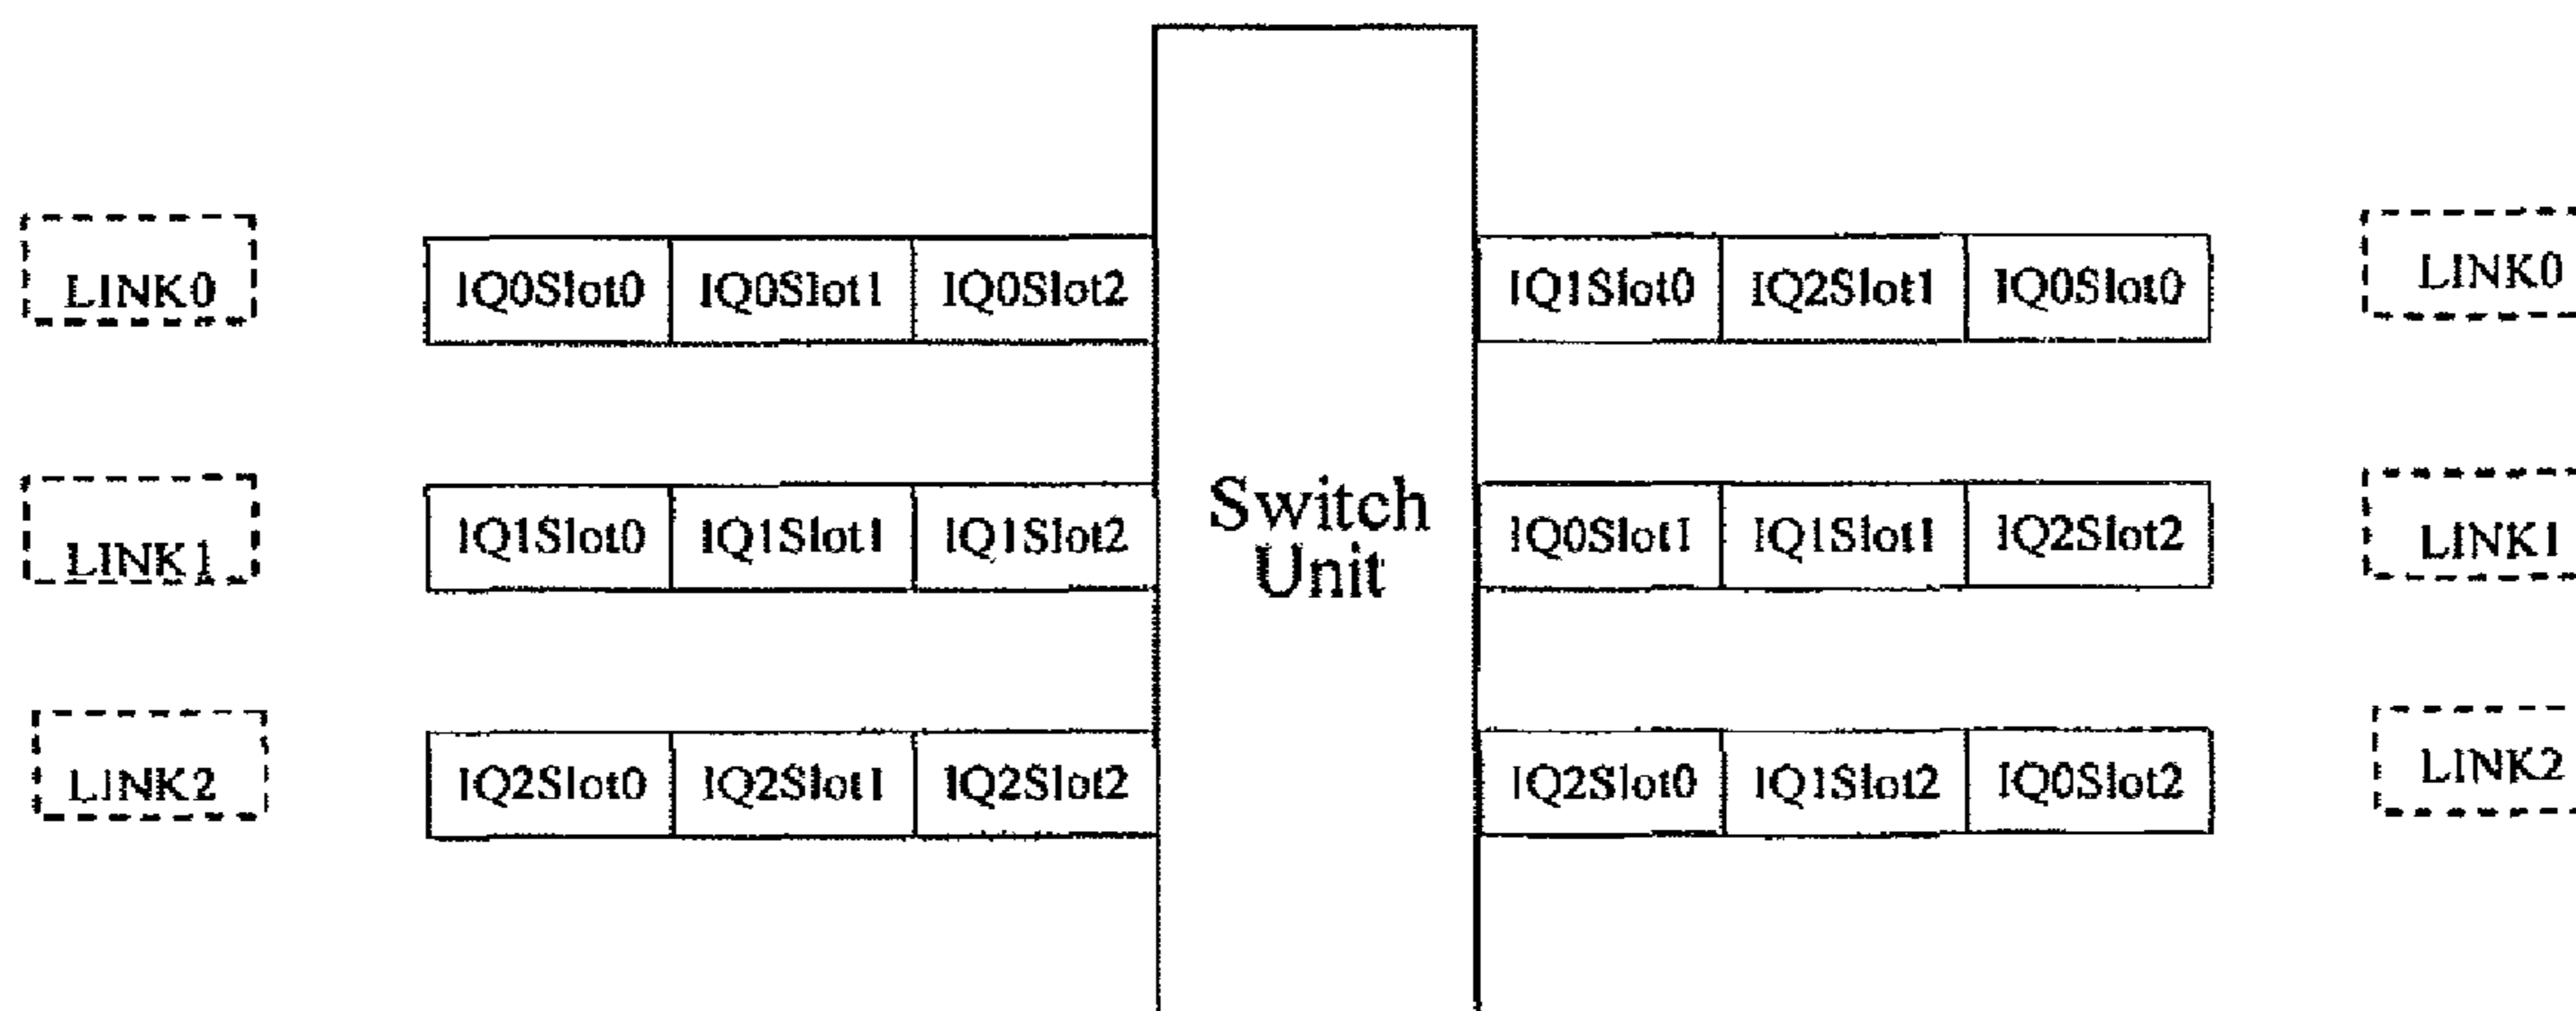 LINK0 IQ0Slot0 IQ0Slot1 IQ0Slot2 IQ1Slot0 IQ2Slot1 IQ0Slot0 LINK0
LINK1 IQ1Slot0 IQ1Slot1 IQ1Slot2 Switch Unit IQ0Slot1 IQ1Slot1 IQ2Slot2 LINK1
LINK2 IQ2Slot0 IQ2Slot1 IQ2Slot2 IQ2Slot0 IQ1Slot2 IQ0Slot2 LINK2